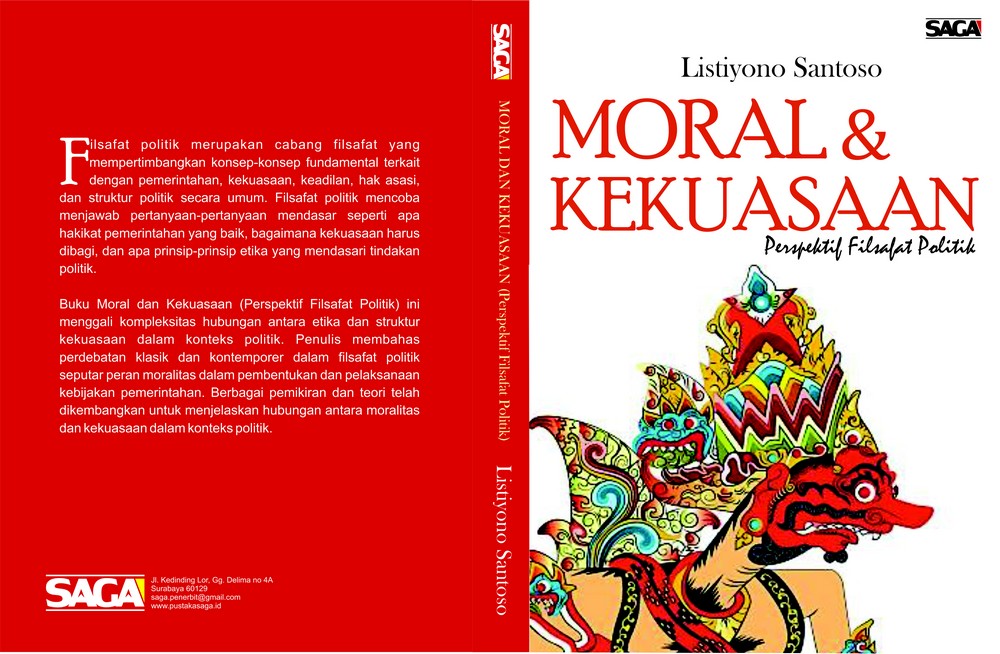 Filsafat politik merupakan cabang filsafat yang
mempertimbangkan konsep-konsep fundamental terkait
dengan pemerintahan, kekuasaan, keadilan, hak asasi,
dan struktur politik secara umum. Filsafat politik mencoba
menjawab pertanyaan-pertanyaan mendasar seperti apa
hakikat pemerintahan yang baik, bagaimana kekuasaan harus
dibagi, dan apa prinsip-prinsip etika yang mendasari tindakan
politik.
Buku Moral dan Kekuasaan (Perspektif Filsafat Politik) ini
menggali kompleksitas hubungan antara etika dan struktur
kekuasaan dalam konteks politik. Penulis membahas
perdebatan klasik dan kontemporer dalam filsafat politik
seputar peran moralitas dalam pembentukan dan pelaksanaan
kebijakan pemerintahan. Berbagai pemikiran dan teori telah
dikembangkan untuk menjelaskan hubungan antara moralitas
dan kekuasaan dalam konteks politik.
SAGA
Jl. Kedinding Lor, Gg. Delima no 4A
Surabaya 60129
saga.penerbit@gmail.com
www.pustakasaga.id
SAGA
MORAL DAN KEKUASAAN (Perspektif Filsafat Politik)
Listiyono Santoso
SAGA
Listiyono Santoso
MORAL &
KEKUASAAN
Perspektif Filsafat Politik